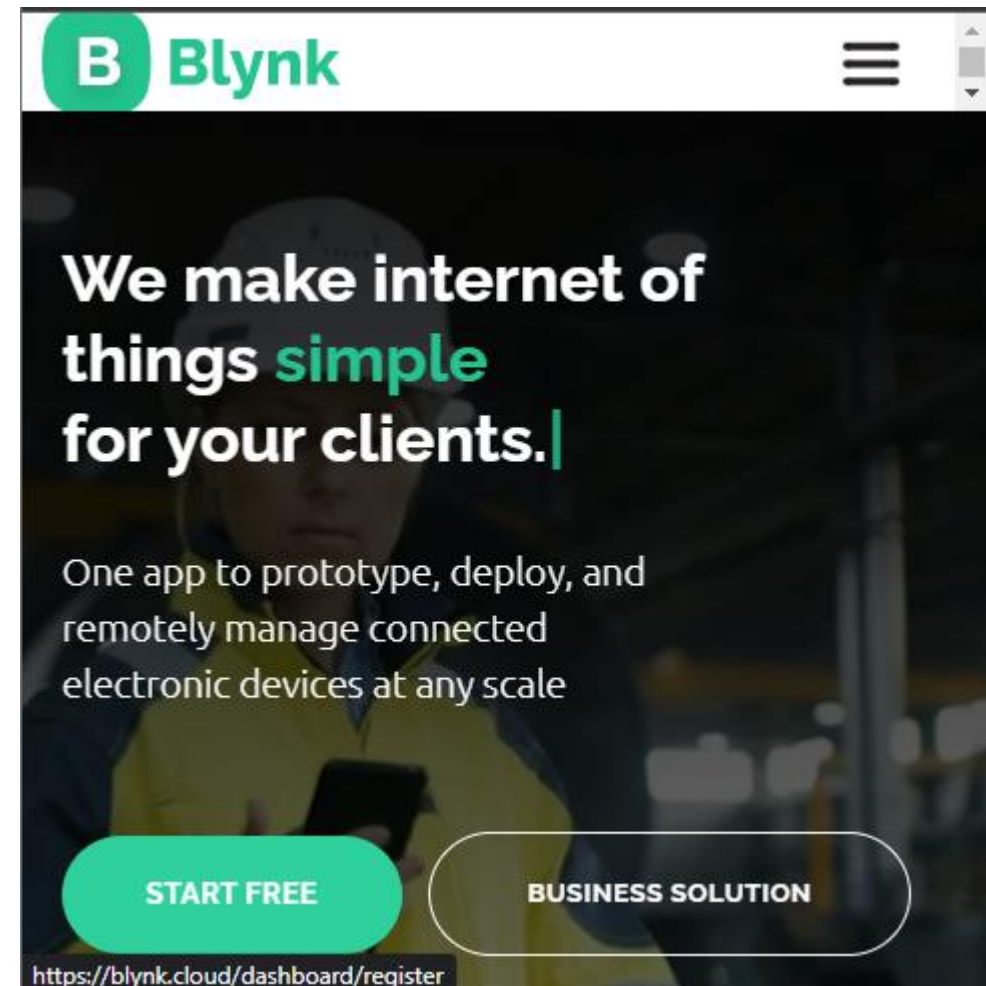 B Blynk
We make internet of
things simple
for your clients.
One app to prototype, deploy, and
remotely manage connected
electronic devices at any scale
START FREE
BUSINESS SOLUTION
https://blynk.cloud/dashboard/register